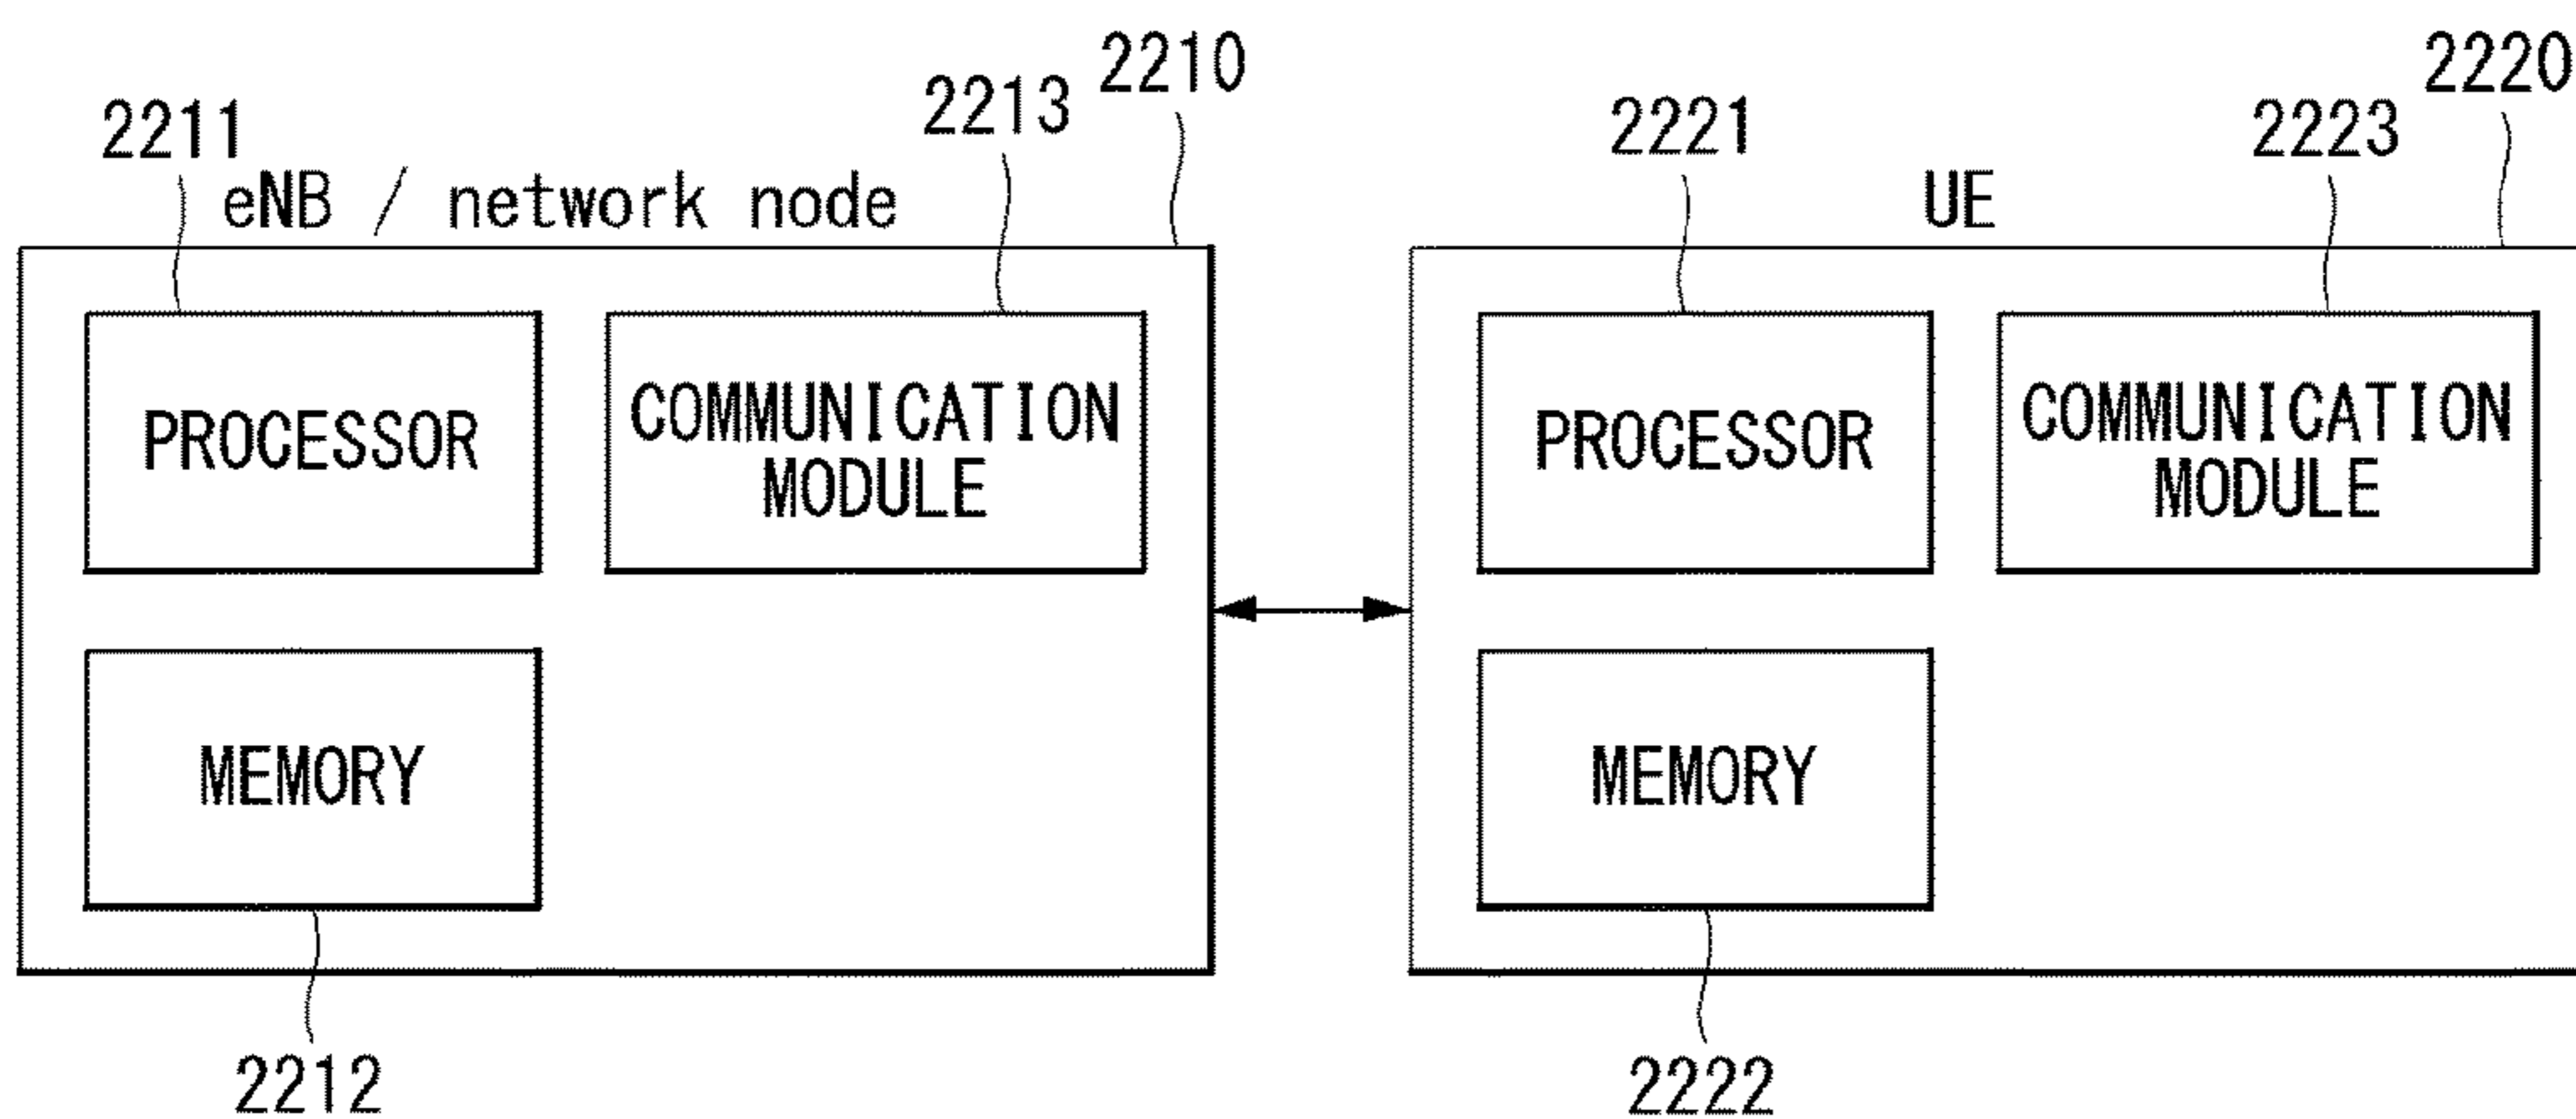 2210
2220
2213
2211
2221
2223
eNB / network node
UE
PROCESSOR
COMMUNICATION
MODULE
PROCESSOR
COMMUNICATION
MODULE
MEMORY
MEMORY
2212
2222